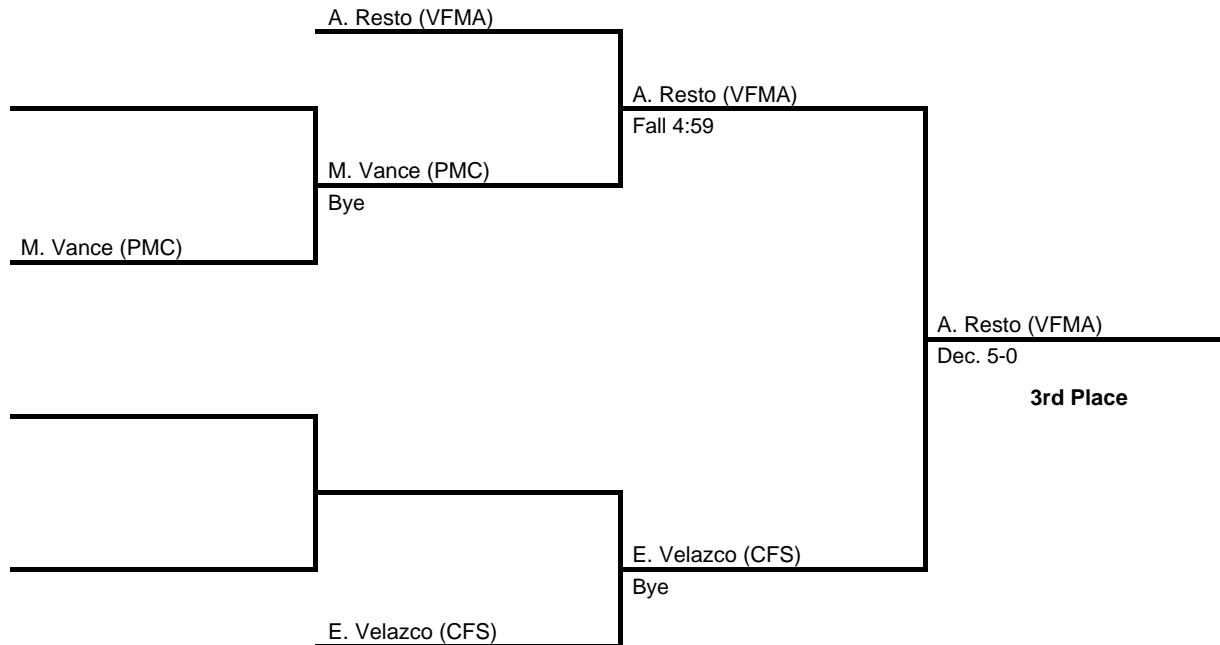 A. Resto (VFMA)
A. Resto (VFMA)
Fall 4:59
M. Vance (PMC)
Bye
M. Vance (PMC)
A. Resto (VFMA)
Dec. 5-0
3rd Place
E. Velazco (CFS)
Bye
E. Velazco (CFS)